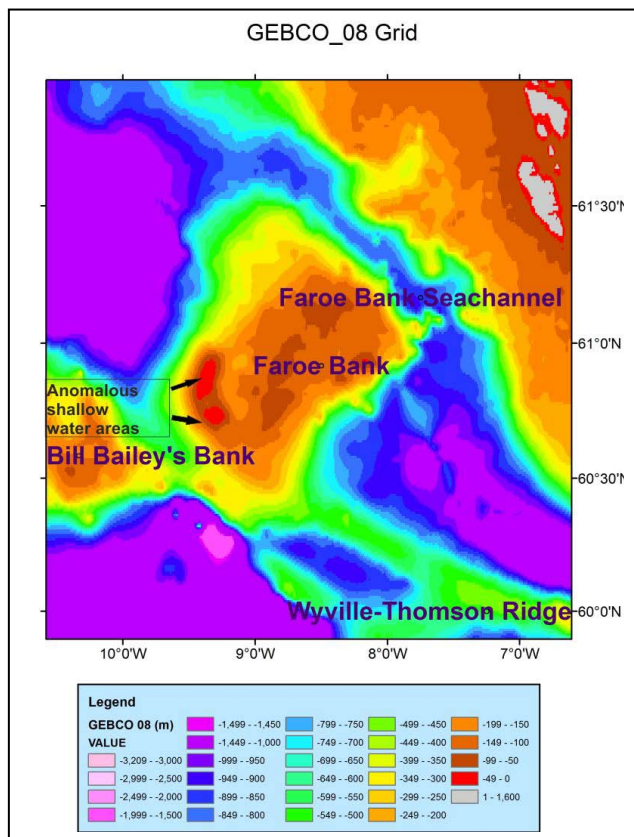 GEBCO_08 Grid
61°30'N
Faroe Bank Seachannel
61°0'N
Faroe Bank
Anomalous
shallow
water areas
Bill Bailey's Bank
60°30'N
Wyville-Thomson Ridge
60°0'N
10°0'W 9°0'W 8°0'W 7°0'W
Legend
GEBCO 08 (m)
VALUE
-3,209 - -3,000
-2,999 - -2,500
-2,499 - -2,000
-1,999 - -1,500
-1,499 - -1,450
-1,449 - -1,000
-999 - -950
-949 - -900
-899 - -850
-849 - -800
-799 - -750
-749 - -700
-699 - -650
-649 - -600
-599 - -550
-549 - -500
-499 - -450
-449 - -400
-399 - -350
-349 - -300
-299 - -250
-249 - -200
-199 - -150
-149 - -100
-99 - -50
-49 - 0
1 - 1,600